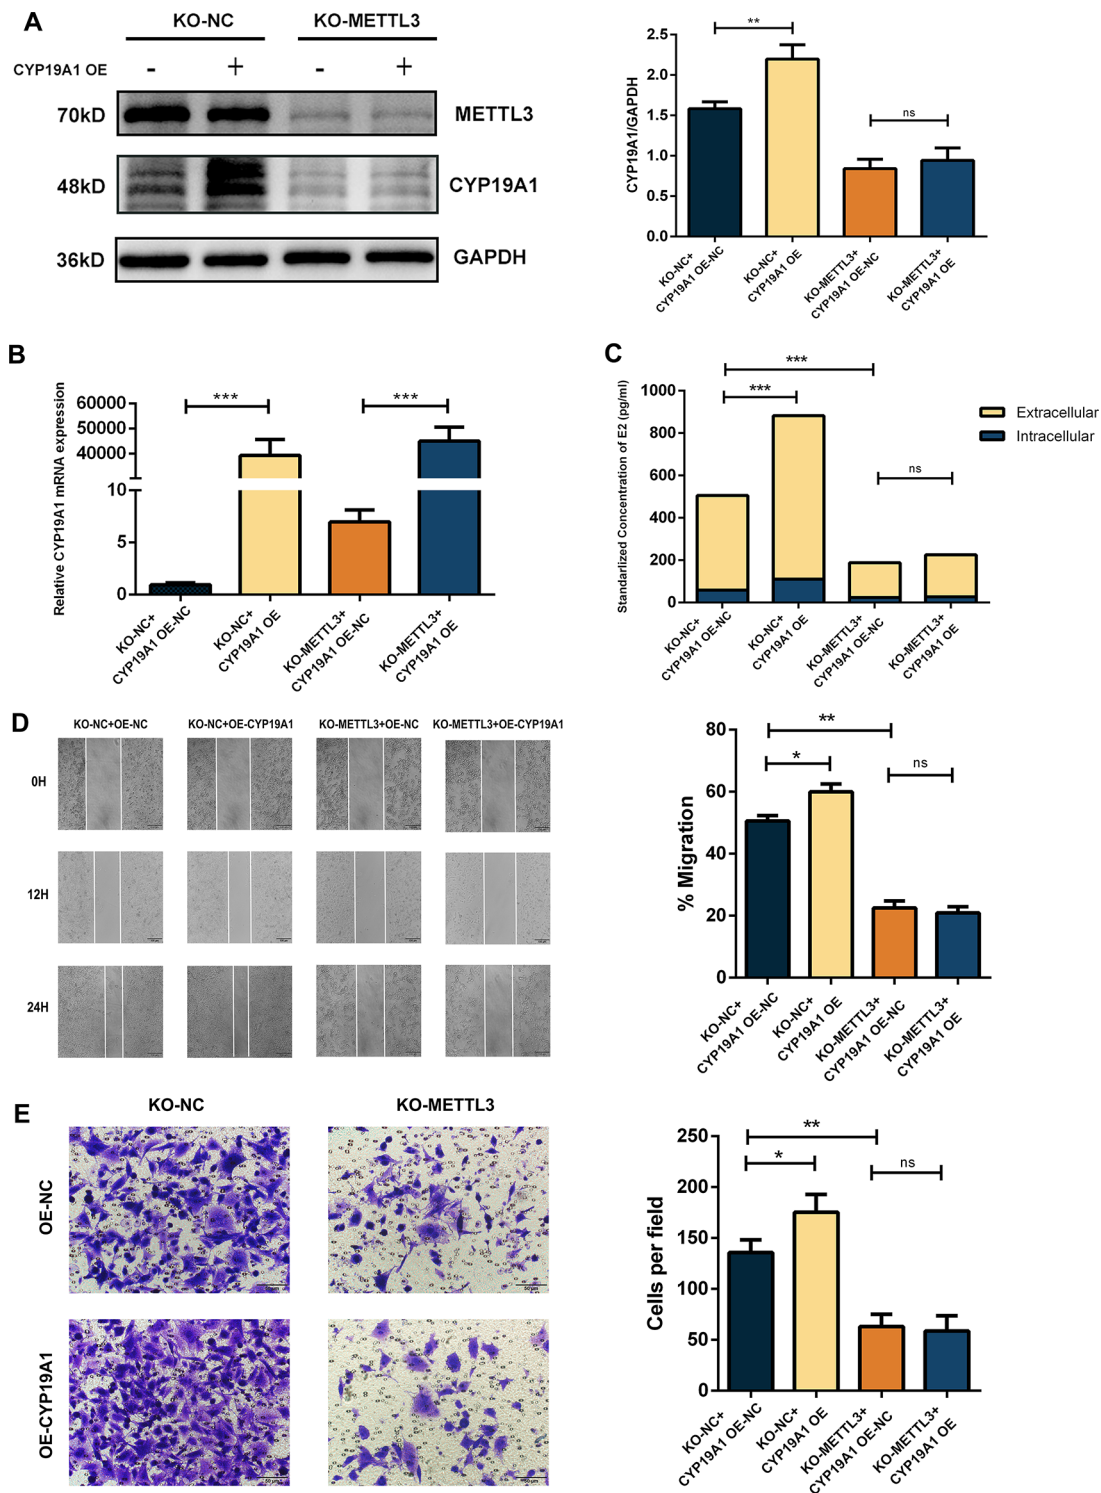 A
KO-NC
KO-METTL3
CYP19A1 OE
- + - +
70kD
METTL3
48kD
CYP19A1
36kD
GAPDH
CYP19A1/GAPDH
2.5
2.0
1.5
1.0
0.5
0.0
**
ns
KO-NC+
CYP19A1 OE-NC
KO-NC+
CYP19A1 OE
KO-METTL3+
CYP19A1 OE-NC
KO-METTL3+
CYP19A1 OE
B
Relative CYP19A1 mRNA expression
60000
50000
40000
10
5
0
***
***
KO-NC+
CYP19A1 OE-NC
KO-NC+
CYP19A1 OE
KO-METTL3+
CYP19A1 OE-NC
KO-METTL3+
CYP19A1 OE
C
Standarlized Concentration of E2 (pg/ml)
1000
800
600
400
200
0
***
***
ns
Extracellular
Intracellular
KO-NC+
CYP19A1 OE-NC
KO-NC+
CYP19A1 OE
KO-METTL3+
CYP19A1 OE-NC
KO-METTL3+
CYP19A1 OE
D
KO-NC+OE-NC
KO-NC+OE-CYP19A1
KO-METTL3+OE-NC
KO-METTL3+OE-CYP19A1
0H
12H
24H
% Migration
80
60
40
20
0
**
*
ns
KO-NC+
CYP19A1 OE-NC
KO-NC+
CYP19A1 OE
KO-METTL3+
CYP19A1 OE-NC
KO-METTL3+
CYP19A1 OE
E
KO-NC
KO-METTL3
OE-NC
OE-CYP19A1
50 μm
50 μm
50 μm
50 μm
Cells per field
250
200
150
100
50
0
**
*
ns
KO-NC+
CYP19A1 OE-NC
KO-NC+
CYP19A1 OE
KO-METTL3+
CYP19A1 OE-NC
KO-METTL3+
CYP19A1 OE